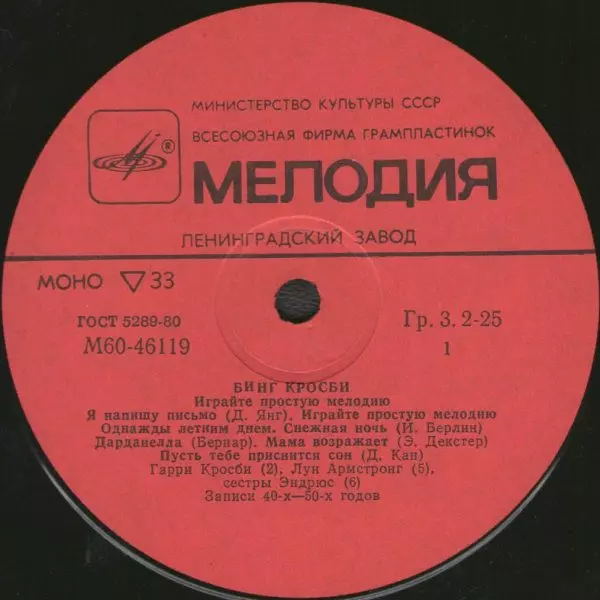 МИНИСТЕРСТВО КУЛЬТУРЫ СССР
ВСЕСОЮЗНАЯ ФИРМА ГРАМПЛАСТИНОК
®
МЕЛОДИЯ
ЛЕНИНГРАДСКИЙ ЗАВОД
МОНО ▽ 33
ГОСТ 5289-80 Гр. 3. 2-25
М60-46119 1
БИНГ КРОСБИ
Играйте простую мелодию
Я напишу письмо (Д. Янг). Играйте простую мелодию
Однажды летним днем. Снежная ночь (И. Берлин)
Дарданелла (Бернар). Мама возражает (Э. Декстер)
Пусть тебе приснится сон (Д. Кан)
Гарри Кросби (2), Луи Армстронг (5),
сестры Эндрюс (6)
Записи 40-х—50-х годов